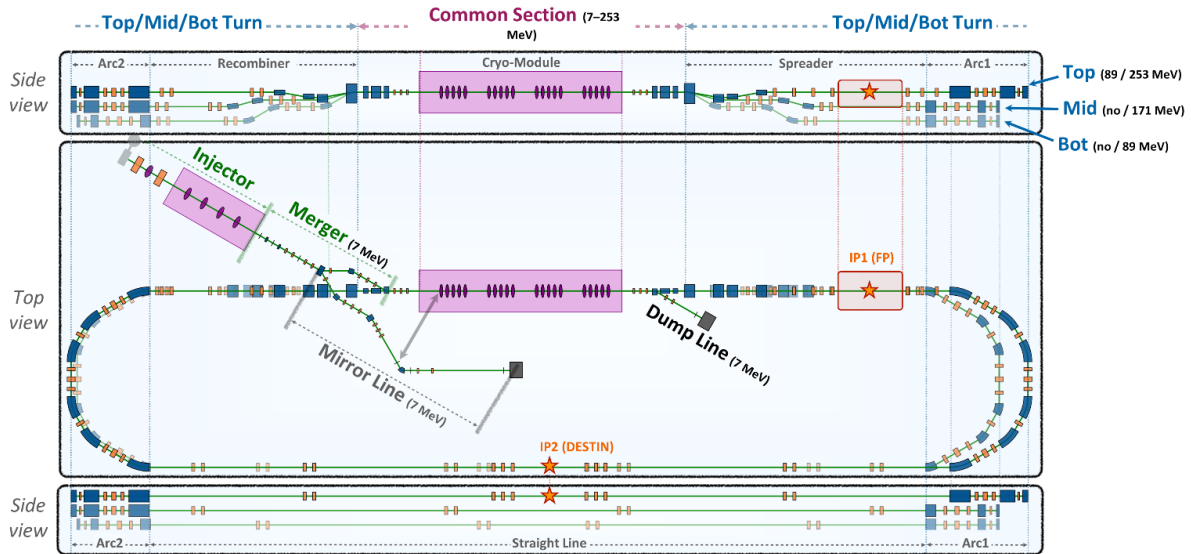 Top/Mid/Bot Turn
Common Section (7–253
MeV)
Top/Mid/Bot Turn
Side
view
Arc2
Recombiner
Cryo-Module
Spreader
Arc1
Top (89 / 253 MeV)
Mid (no / 171 MeV)
Bot (no / 89 MeV)
Injector
Merger (7 MeV)
IP1 (FP)
Top
view
Mirror Line (7 MeV)
Dump Line (7 MeV)
IP2 (DESTIN)
Side
view
Arc2
Straight Line
Arc1